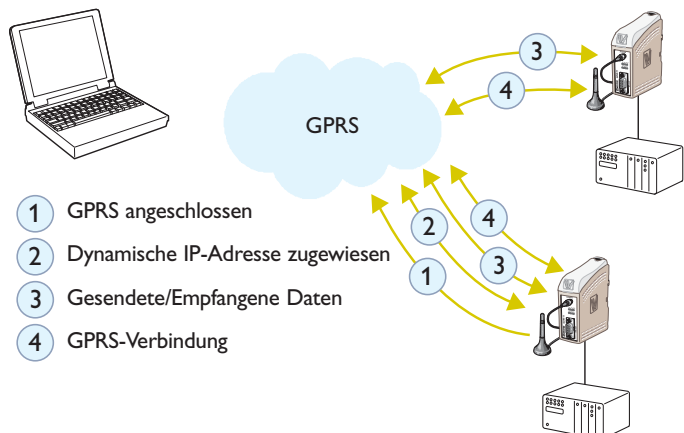 3
4
GPRS
1 GPRS angeschlossen
2 Dynamische IP-Adresse zugewiesen
3 Gesendete/Empfangene Daten
4 GPRS-Verbindung
4
2
3
1